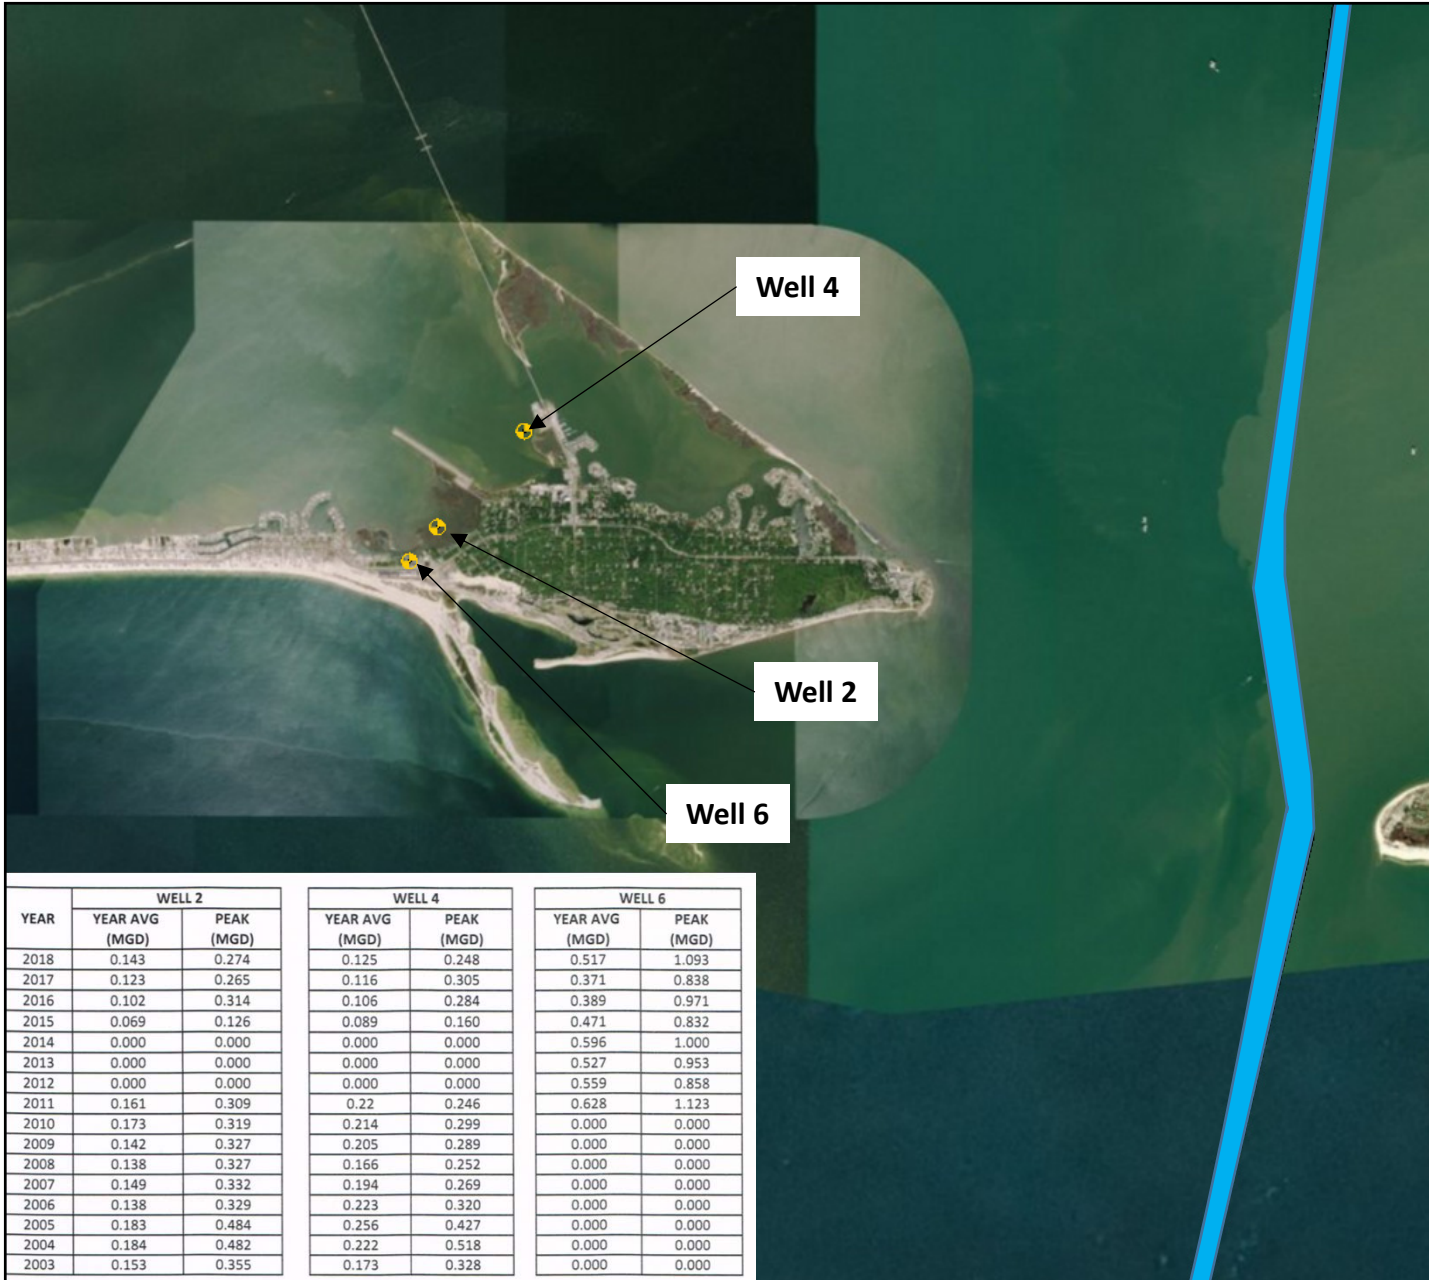 Well 4
Well 2
Well 6
WELL 2 WELL 4 WELL 6
YEAR YEAR AVG (MGD) PEAK (MGD) YEAR AVG (MGD) PEAK (MGD) YEAR AVG (MGD) PEAK (MGD)
2018 0.143 0.274 0.125 0.248 0.517 1.093
2017 0.123 0.265 0.116 0.305 0.371 0.838
2016 0.102 0.314 0.106 0.284 0.389 0.971
2015 0.069 0.126 0.089 0.160 0.471 0.832
2014 0.000 0.000 0.000 0.000 0.596 1.000
2013 0.000 0.000 0.000 0.000 0.527 0.953
2012 0.000 0.000 0.000 0.000 0.559 0.858
2011 0.161 0.309 0.22 0.246 0.628 1.123
2010 0.173 0.319 0.214 0.299 0.000 0.000
2009 0.142 0.327 0.205 0.289 0.000 0.000
2008 0.138 0.327 0.166 0.252 0.000 0.000
2007 0.149 0.332 0.194 0.269 0.000 0.000
2006 0.138 0.329 0.223 0.320 0.000 0.000
2005 0.183 0.484 0.256 0.427 0.000 0.000
2004 0.184 0.482 0.222 0.518 0.000 0.000
2003 0.153 0.355 0.173 0.328 0.000 0.000